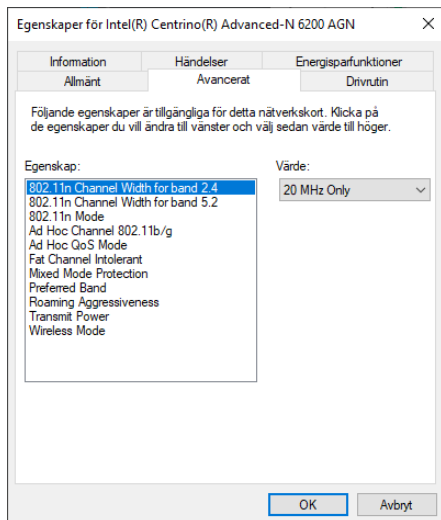 Egenskaper för Intel(R) Centrino(R) Advanced-N 6200 AGN
Information Händelser Energisparfunktioner
Allmänt Avancerat Drivrutin
Följande egenskaper är tillgängliga för detta nätverkskort. Klicka på
de egenskaper du vill ändra till vänster och välj sedan värde till höger.
Egenskap: Värde:
802.11n Channel Width for band 2.4 20 MHz Only
802.11n Channel Width for band 5.2
802.11n Mode
Ad Hoc Channel 802.11b/g
Ad Hoc QoS Mode
Fat Channel Intolerant
Mixed Mode Protection
Preferred Band
Roaming Aggressiveness
Transmit Power
Wireless Mode
OK Avbryt